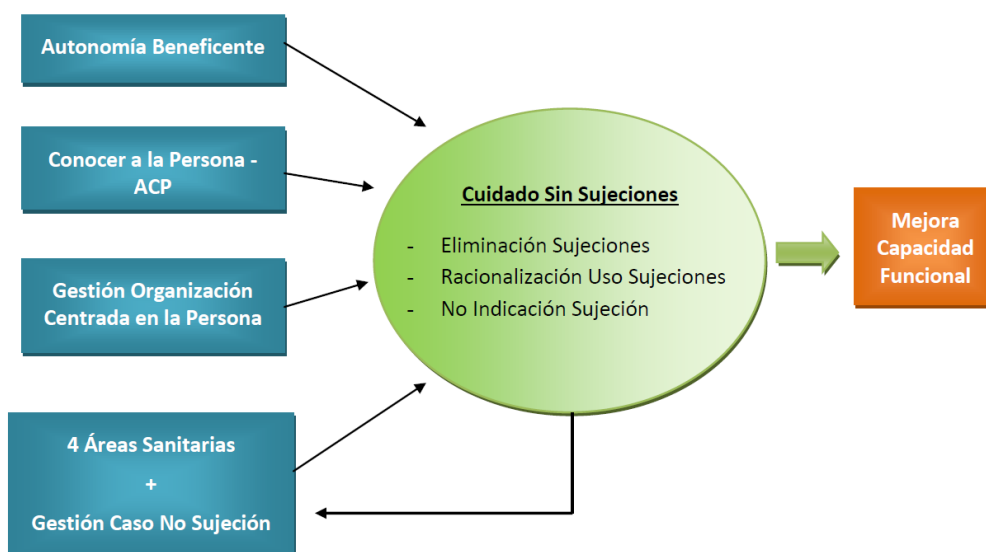 Autonomía Beneficente
Conocer a la Persona -
ACP
Gestión Organización
Centrada en la Persona
4 Áreas Sanitarias
+
Gestión Caso No Sujeción
Cuidado Sin Sujeciones
- Eliminación Sujeciones
- Racionalización Uso Sujeciones
- No Indicación Sujeción
Mejora
Capacidad
Funcional